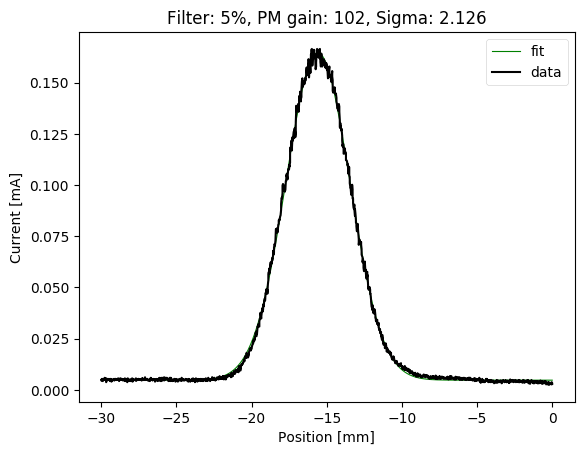 Filter: 5%, PM gain: 102, Sigma: 2.126
fit
data
0.150
0.125
0.100
0.075
0.050
0.025
0.000
Current [mA]
−30 −25 −20 −15 −10 −5 0
Position [mm]